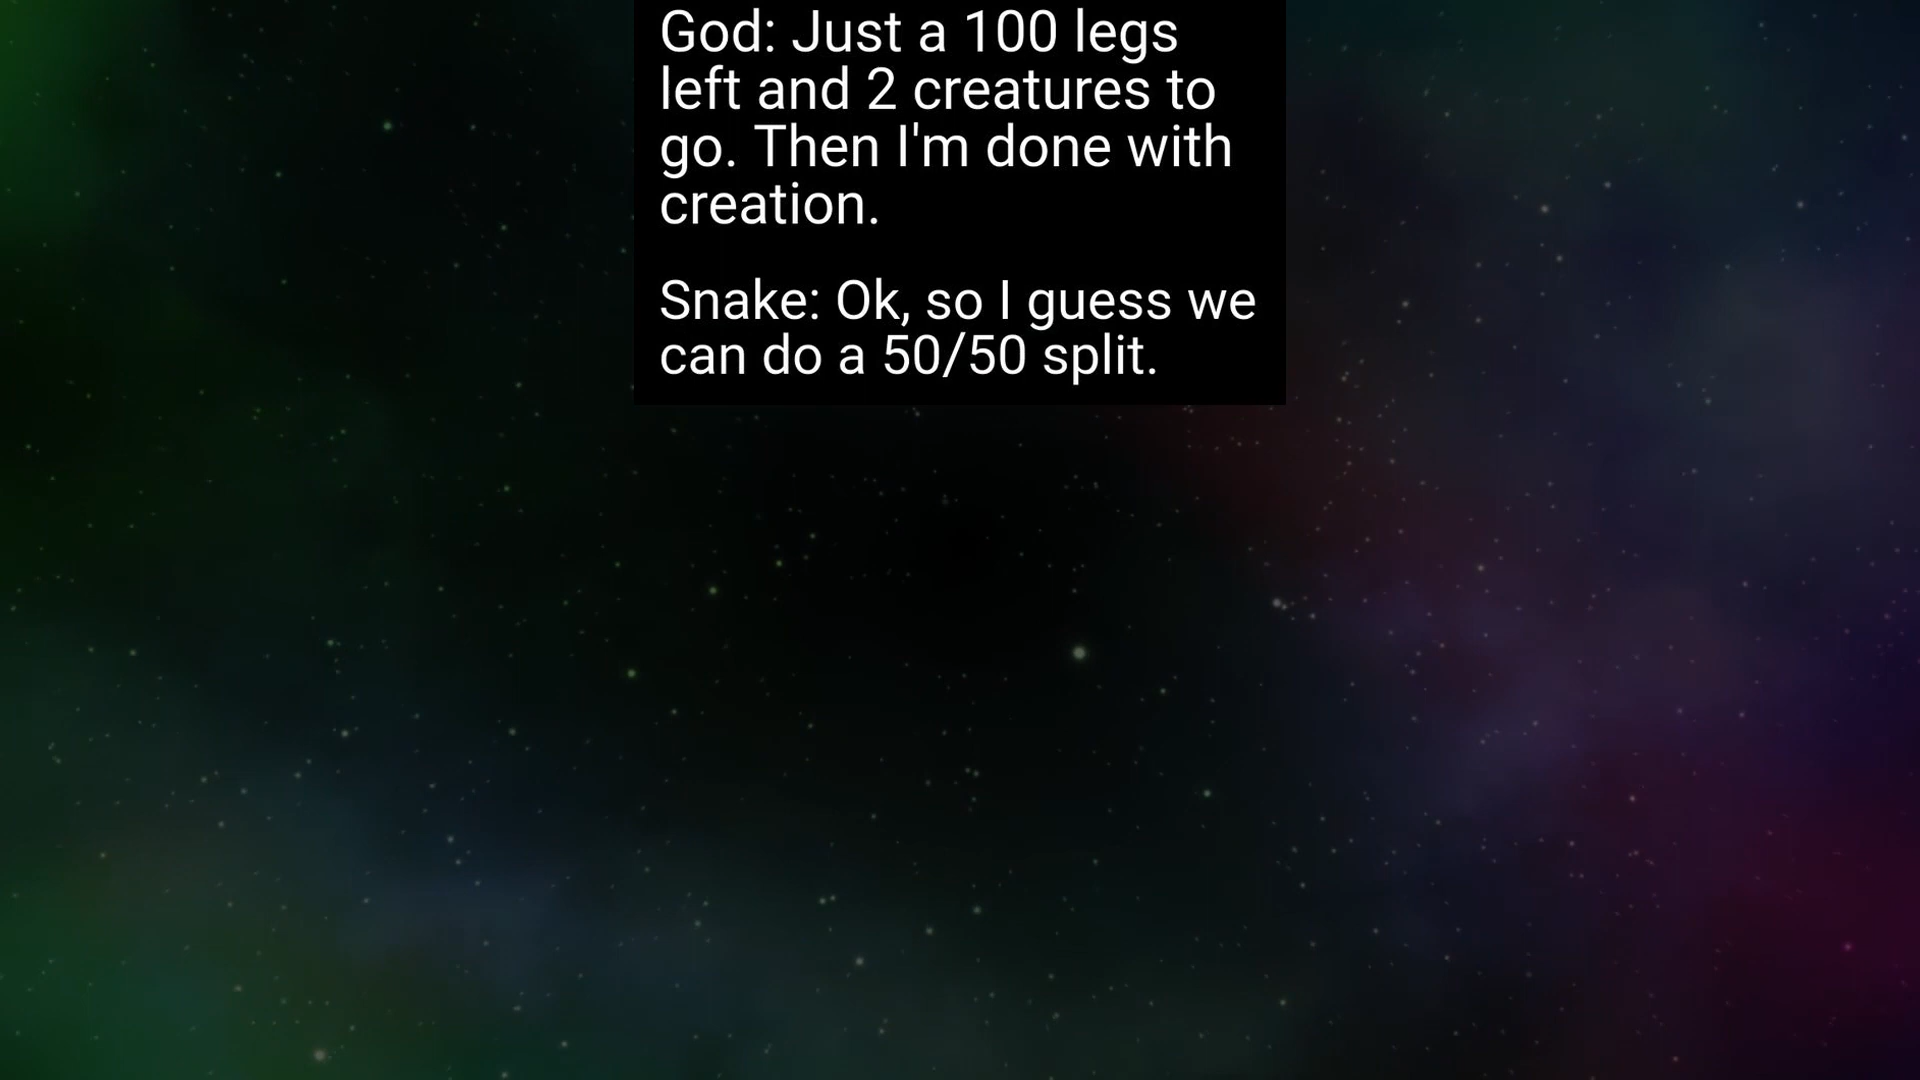 God: Just a 100 legs
left and 2 creatures to
go. Then I'm done with
creation.
Snake: Ok, so I guess we
can do a 50/50 split.